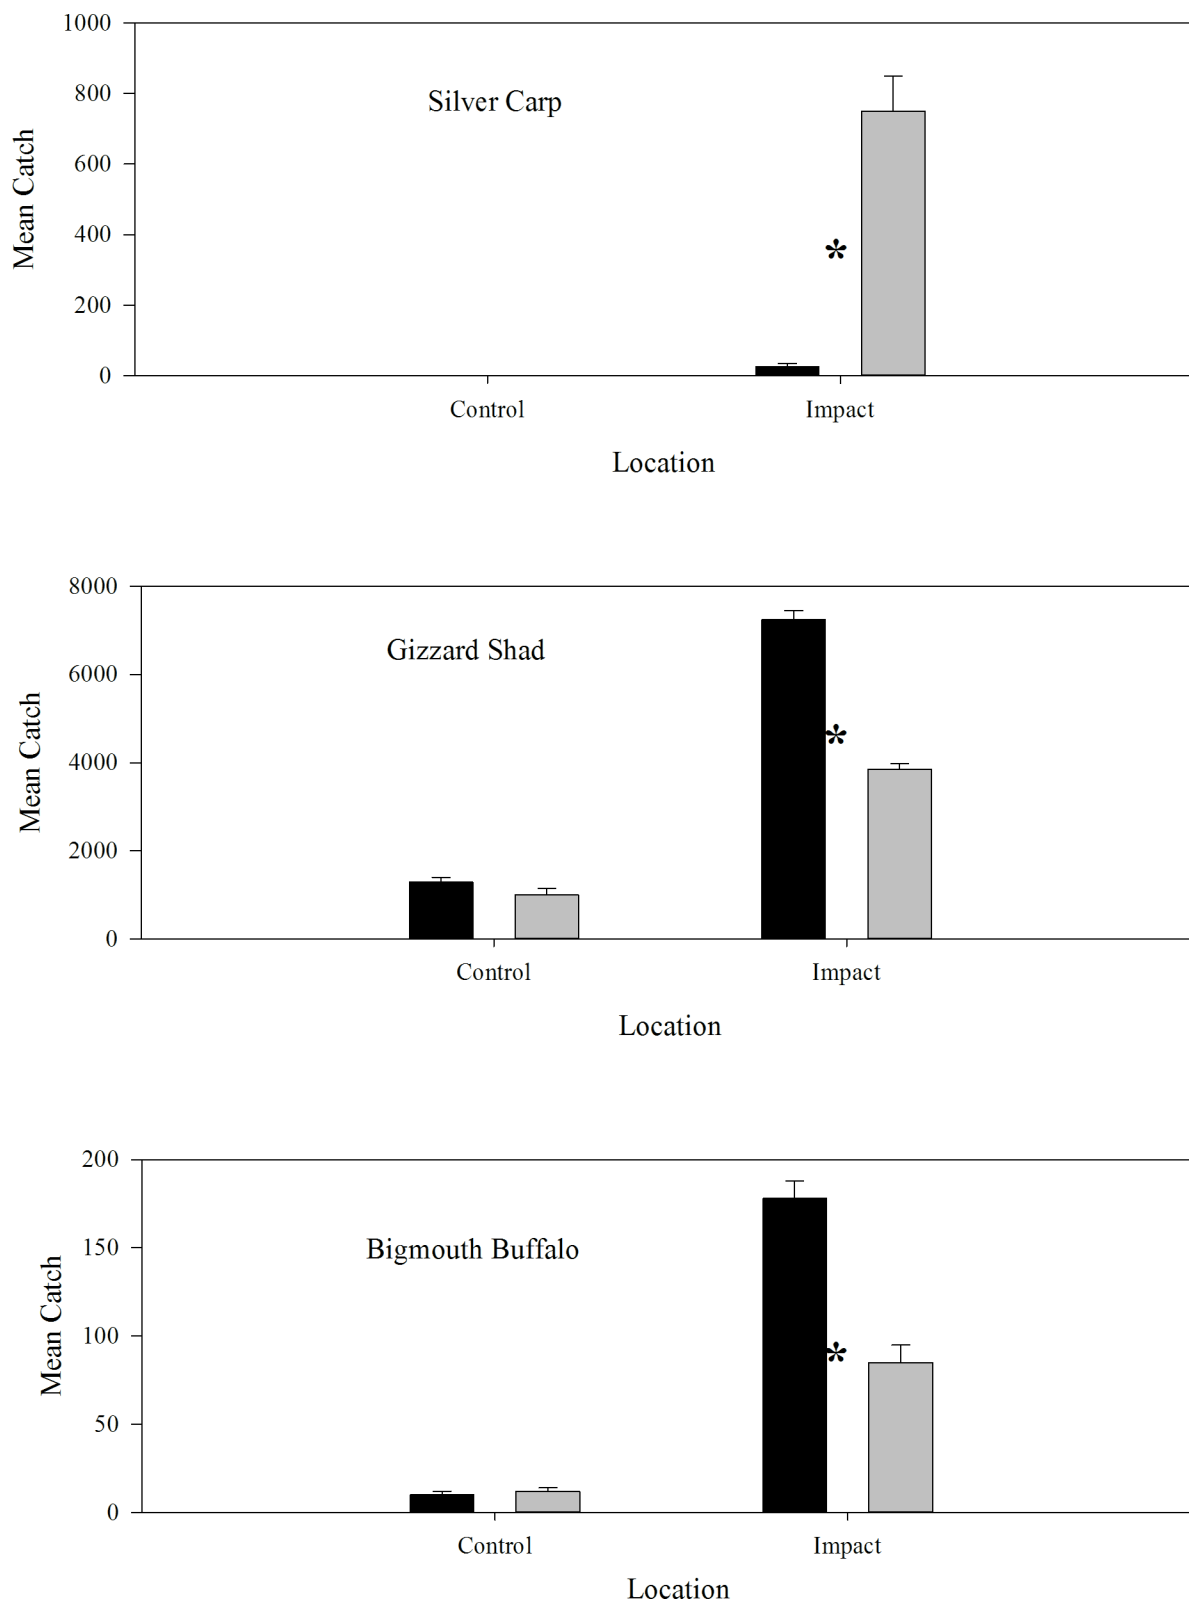 1000
800
600
400
200
0
Mean Catch
Silver Carp
*
Control
Impact
Location
8000
6000
4000
2000
0
Mean Catch
Gizzard Shad
*
Control
Impact
Location
200
150
100
50
0
Mean Catch
Bigmouth Buffalo
*
Control
Impact
Location